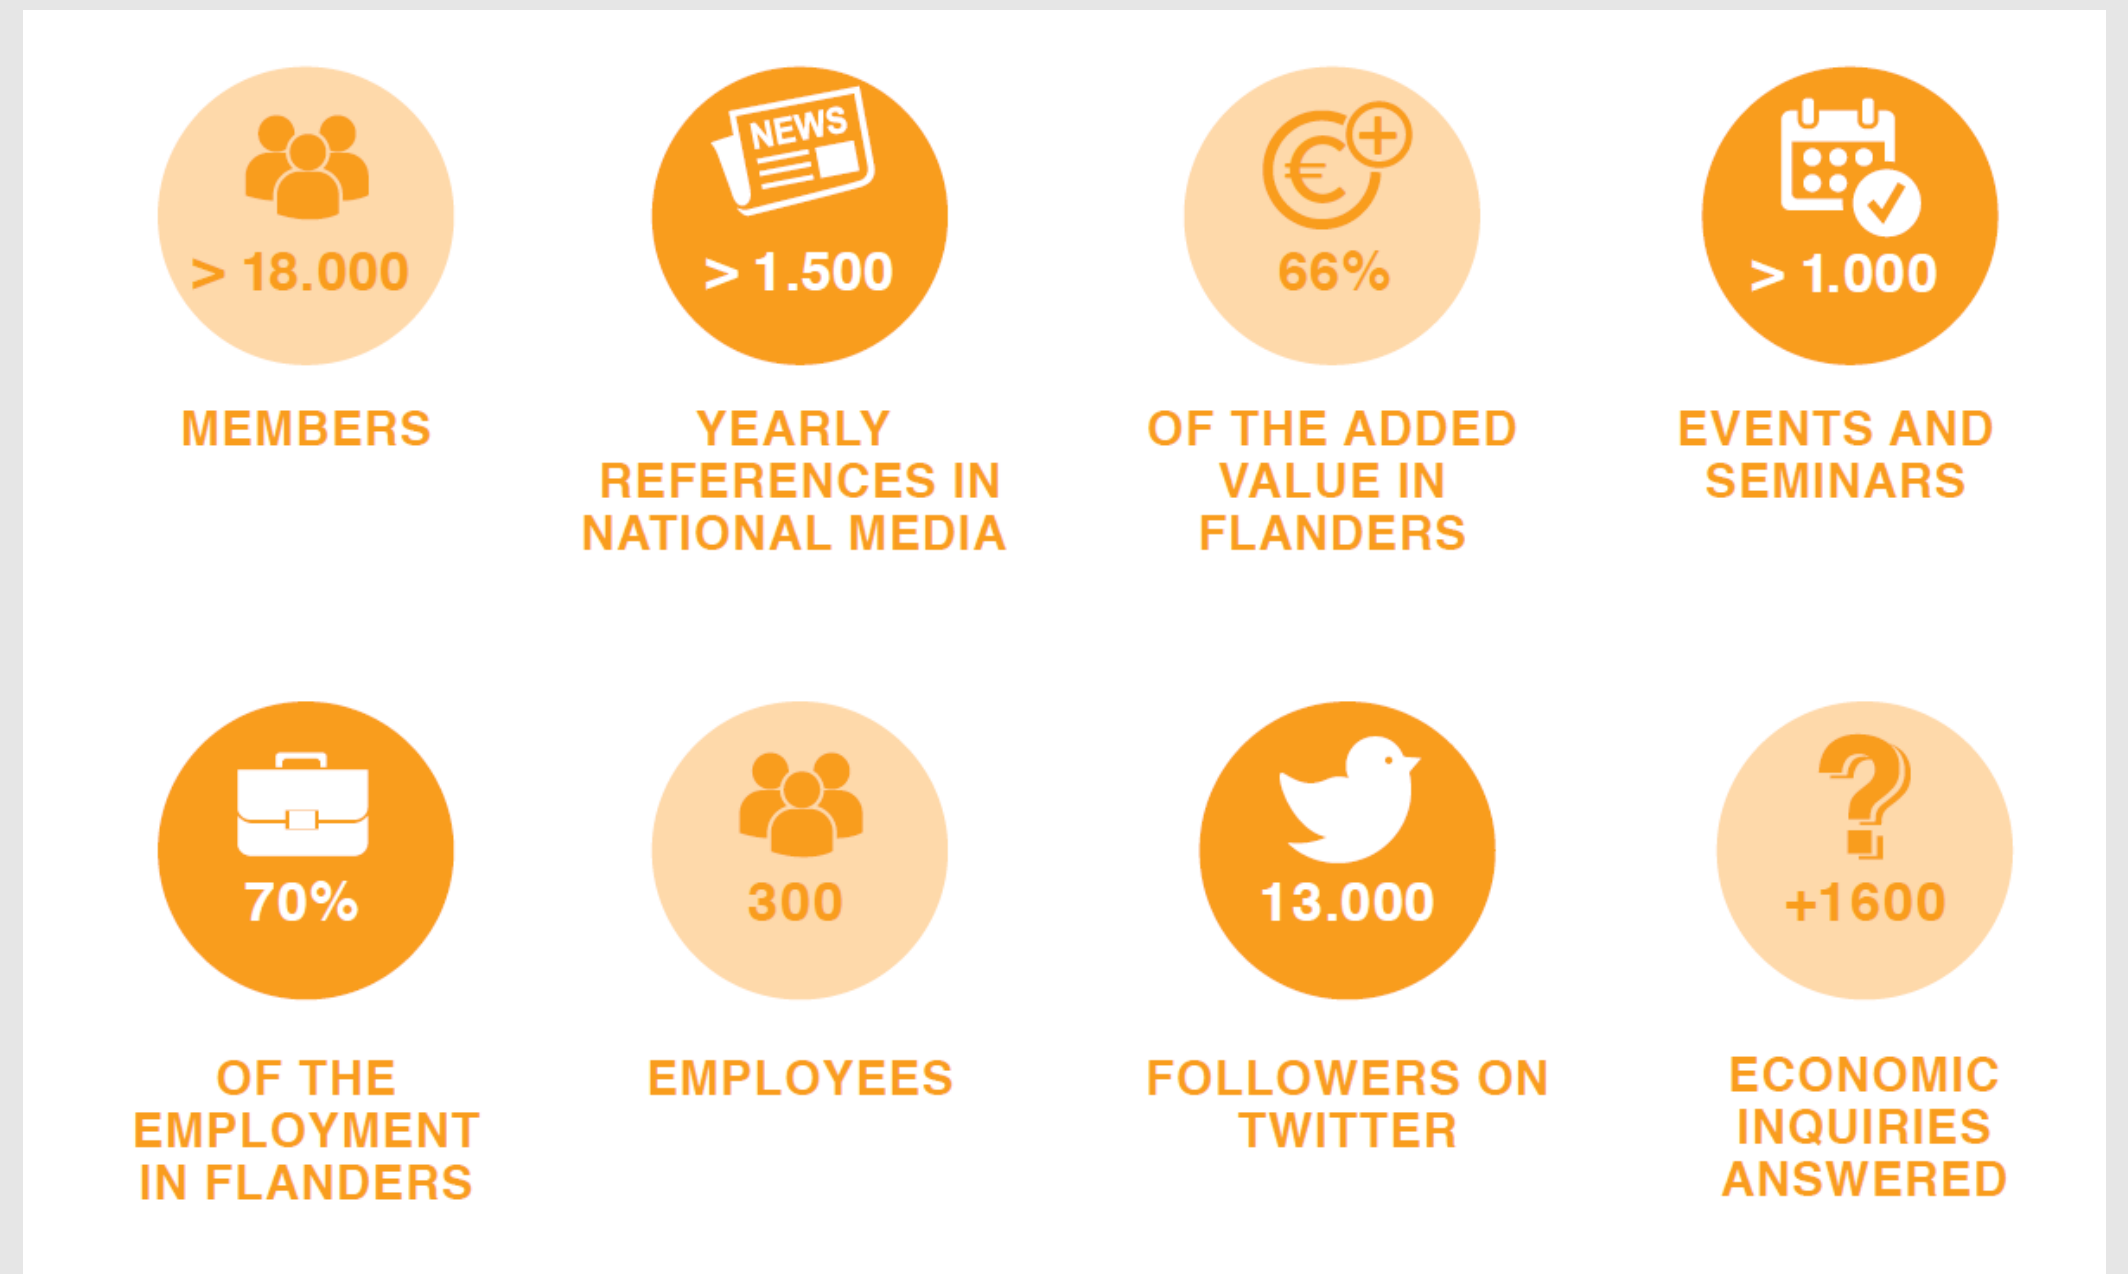 NEWS
> 18.000
MEMBERS
> 1.500
YEARLY
REFERENCES IN
NATIONAL MEDIA
66%
OF THE ADDED
VALUE IN
FLANDERS
> 1.000
EVENTS AND
SEMINARS
70%
OF THE
EMPLOYMENT
IN FLANDERS
300
EMPLOYEES
13.000
FOLLOWERS ON
TWITTER
+1600
ECONOMIC
INQUIRIES
ANSWERED